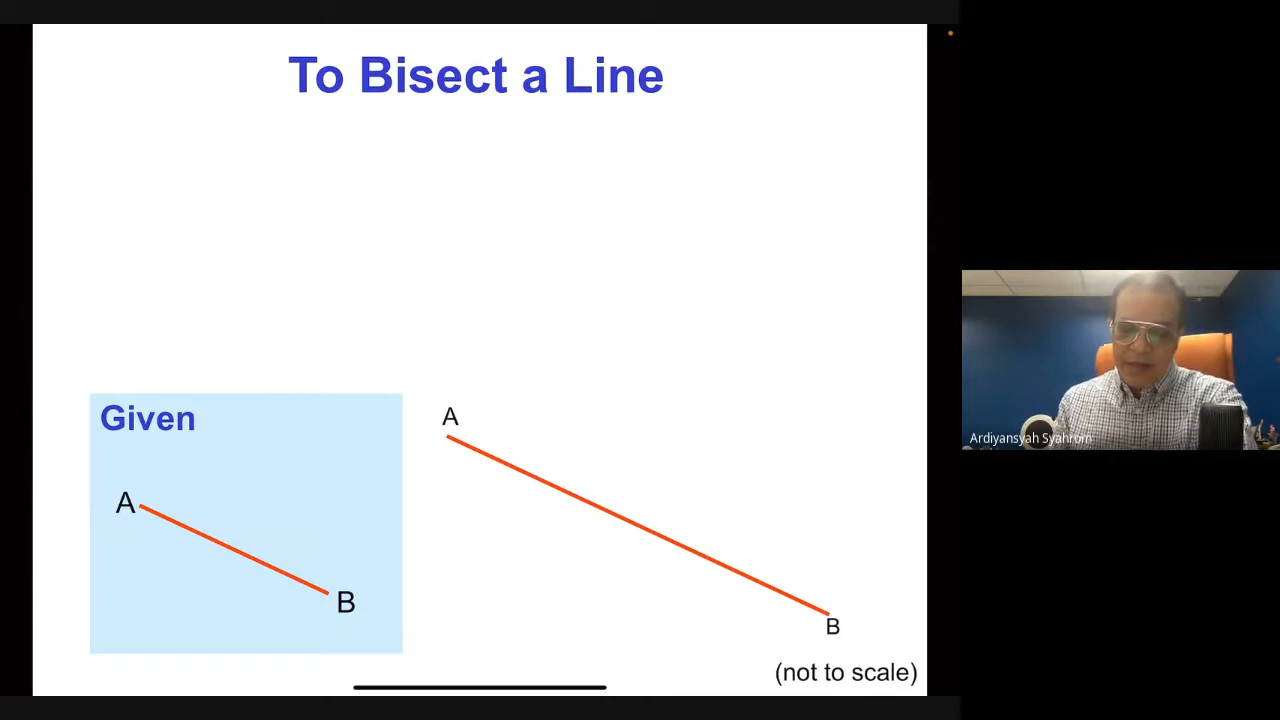 To Bisect a Line
Given
A
B
A
B
(not to scale)
Ardiyansyah Syahrom